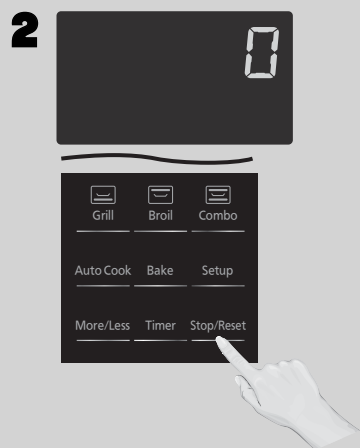 2
0
Grill Broil Combo
Auto Cook Bake Setup
More/Less Timer Stop/Reset